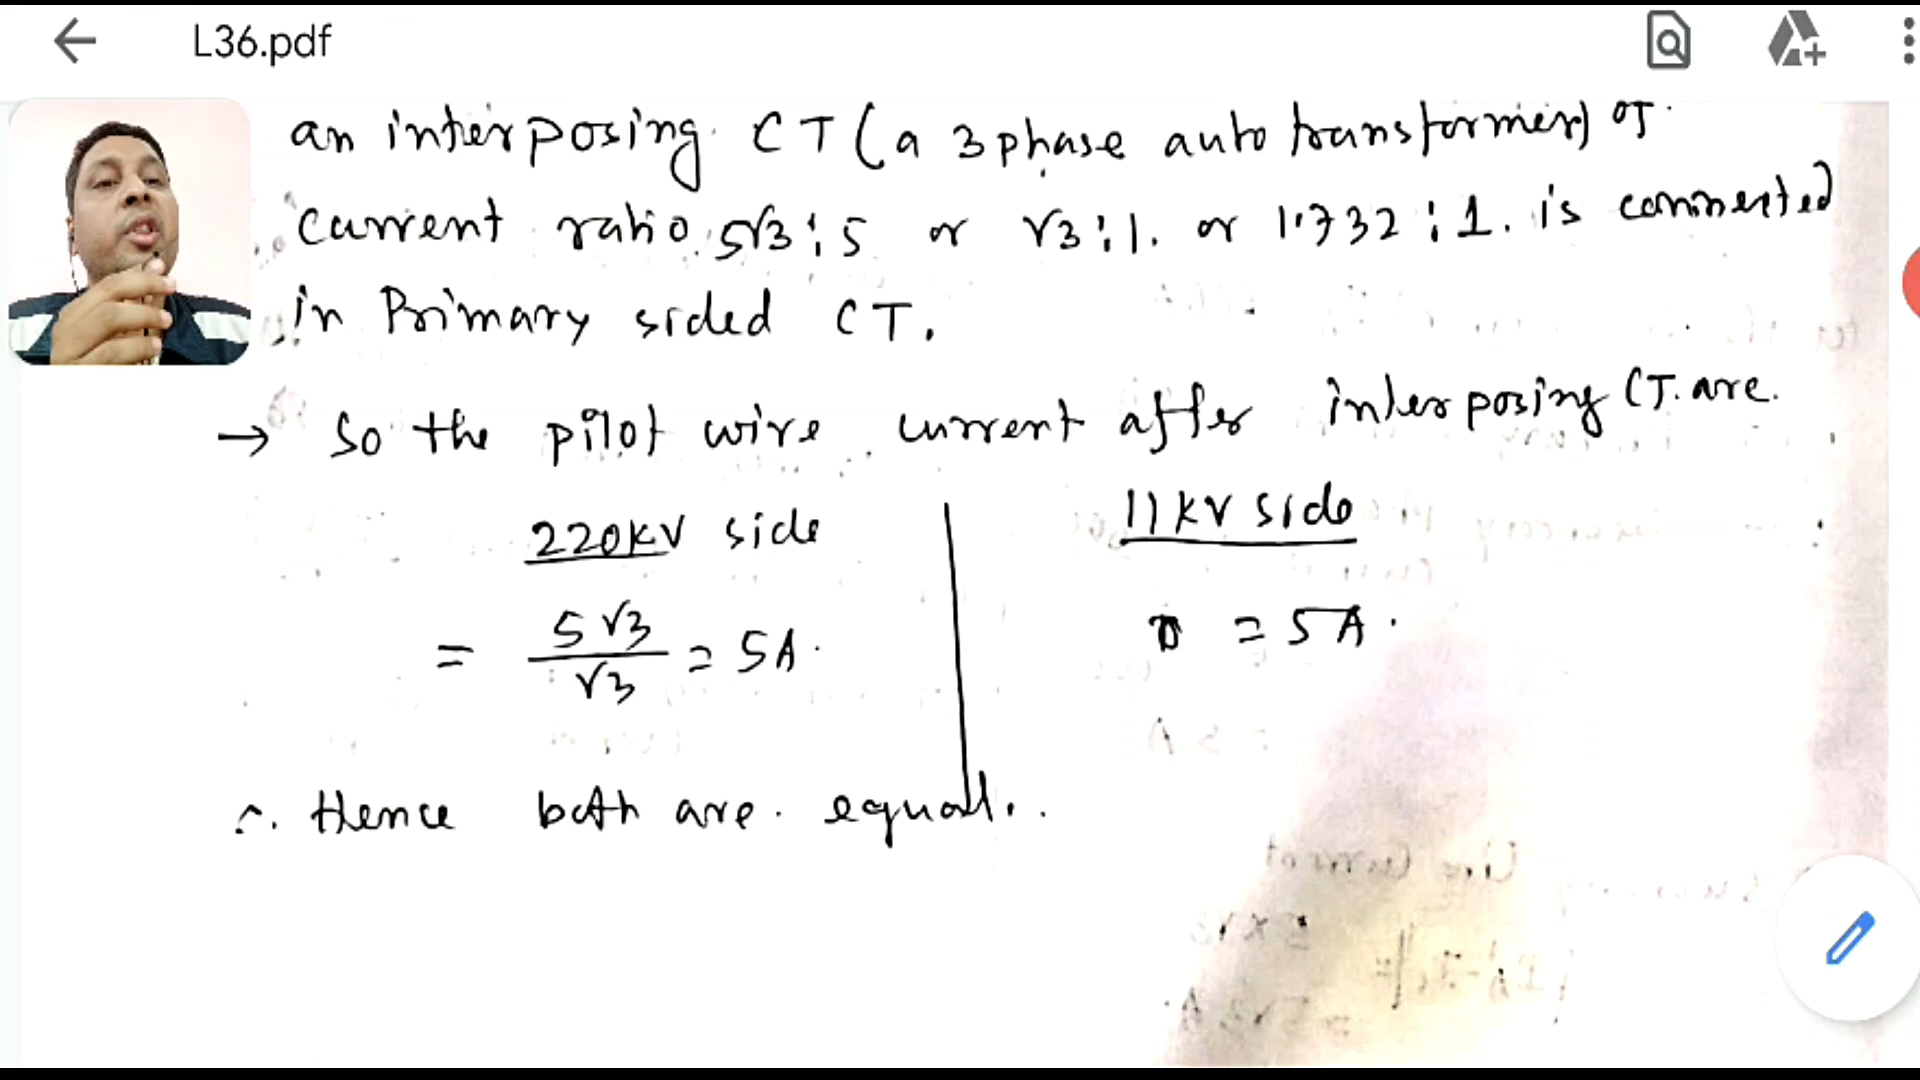 L36.pdf
an interposing CT (a 3 phase auto transformer) of
current ratio 5√3 : 5 or √3 : 1. or 1.732 : 1. is connected
in Primary sided CT.
→ So the pilot wire current after interposing CT. are.
220KV side
11KV side
= 5√3 / √3 = 5A.
= 5A.
∴ Hence both are equal.